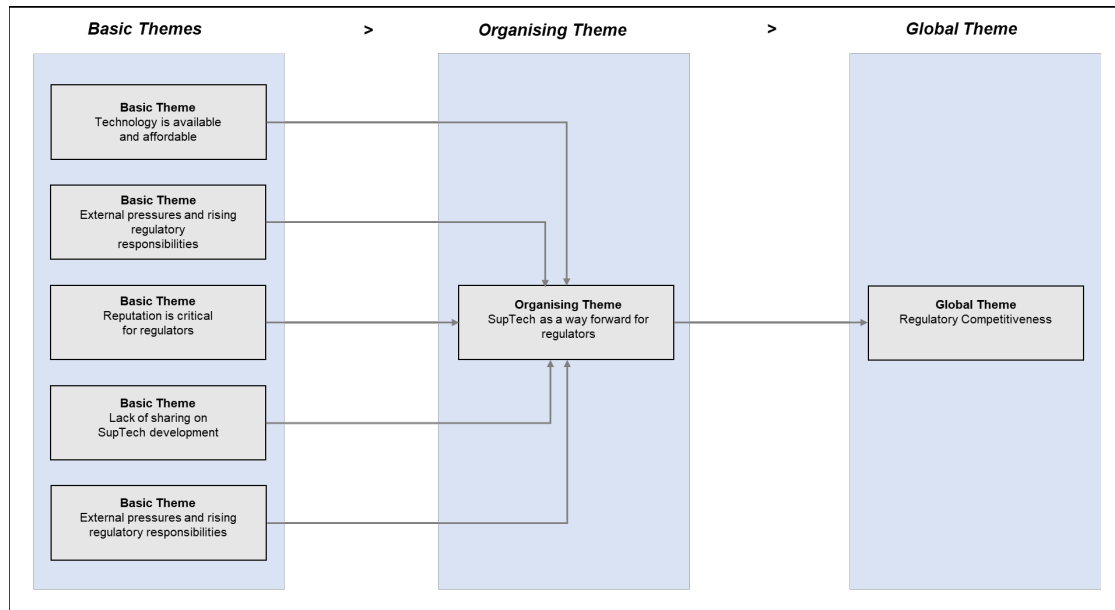 Basic Themes > Organising Theme > Global Theme
Basic Theme
Technology is available
and affordable
Basic Theme
External pressures and rising
regulatory
responsibilities
Basic Theme
Reputation is critical
for regulators
Basic Theme
Lack of sharing on
SupTech development
Basic Theme
External pressures and rising
regulatory responsibilities
Organising Theme
SupTech as a way forward for
regulators
Global Theme
Regulatory Competitiveness